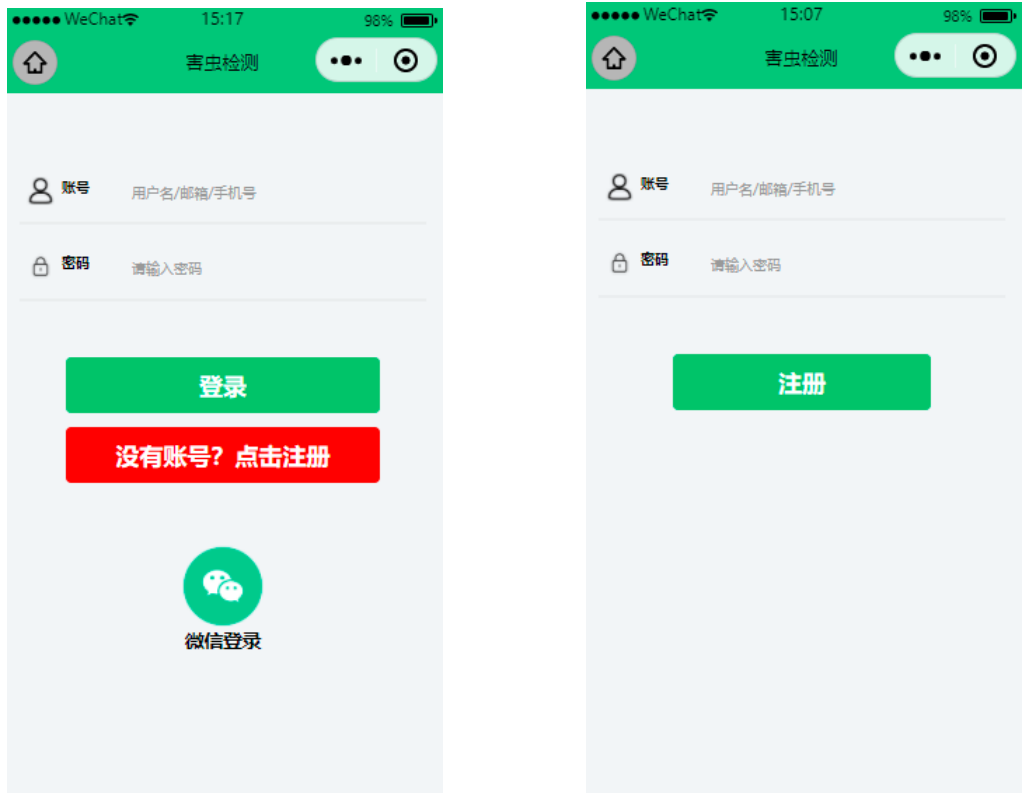 WeChat 15:17 98%
害虫检测
账号 用户名/邮箱/手机号
密码 请输入密码
登录
没有账号？点击注册
微信登录
WeChat 15:07 98%
害虫检测
账号 用户名/邮箱/手机号
密码 请输入密码
注册